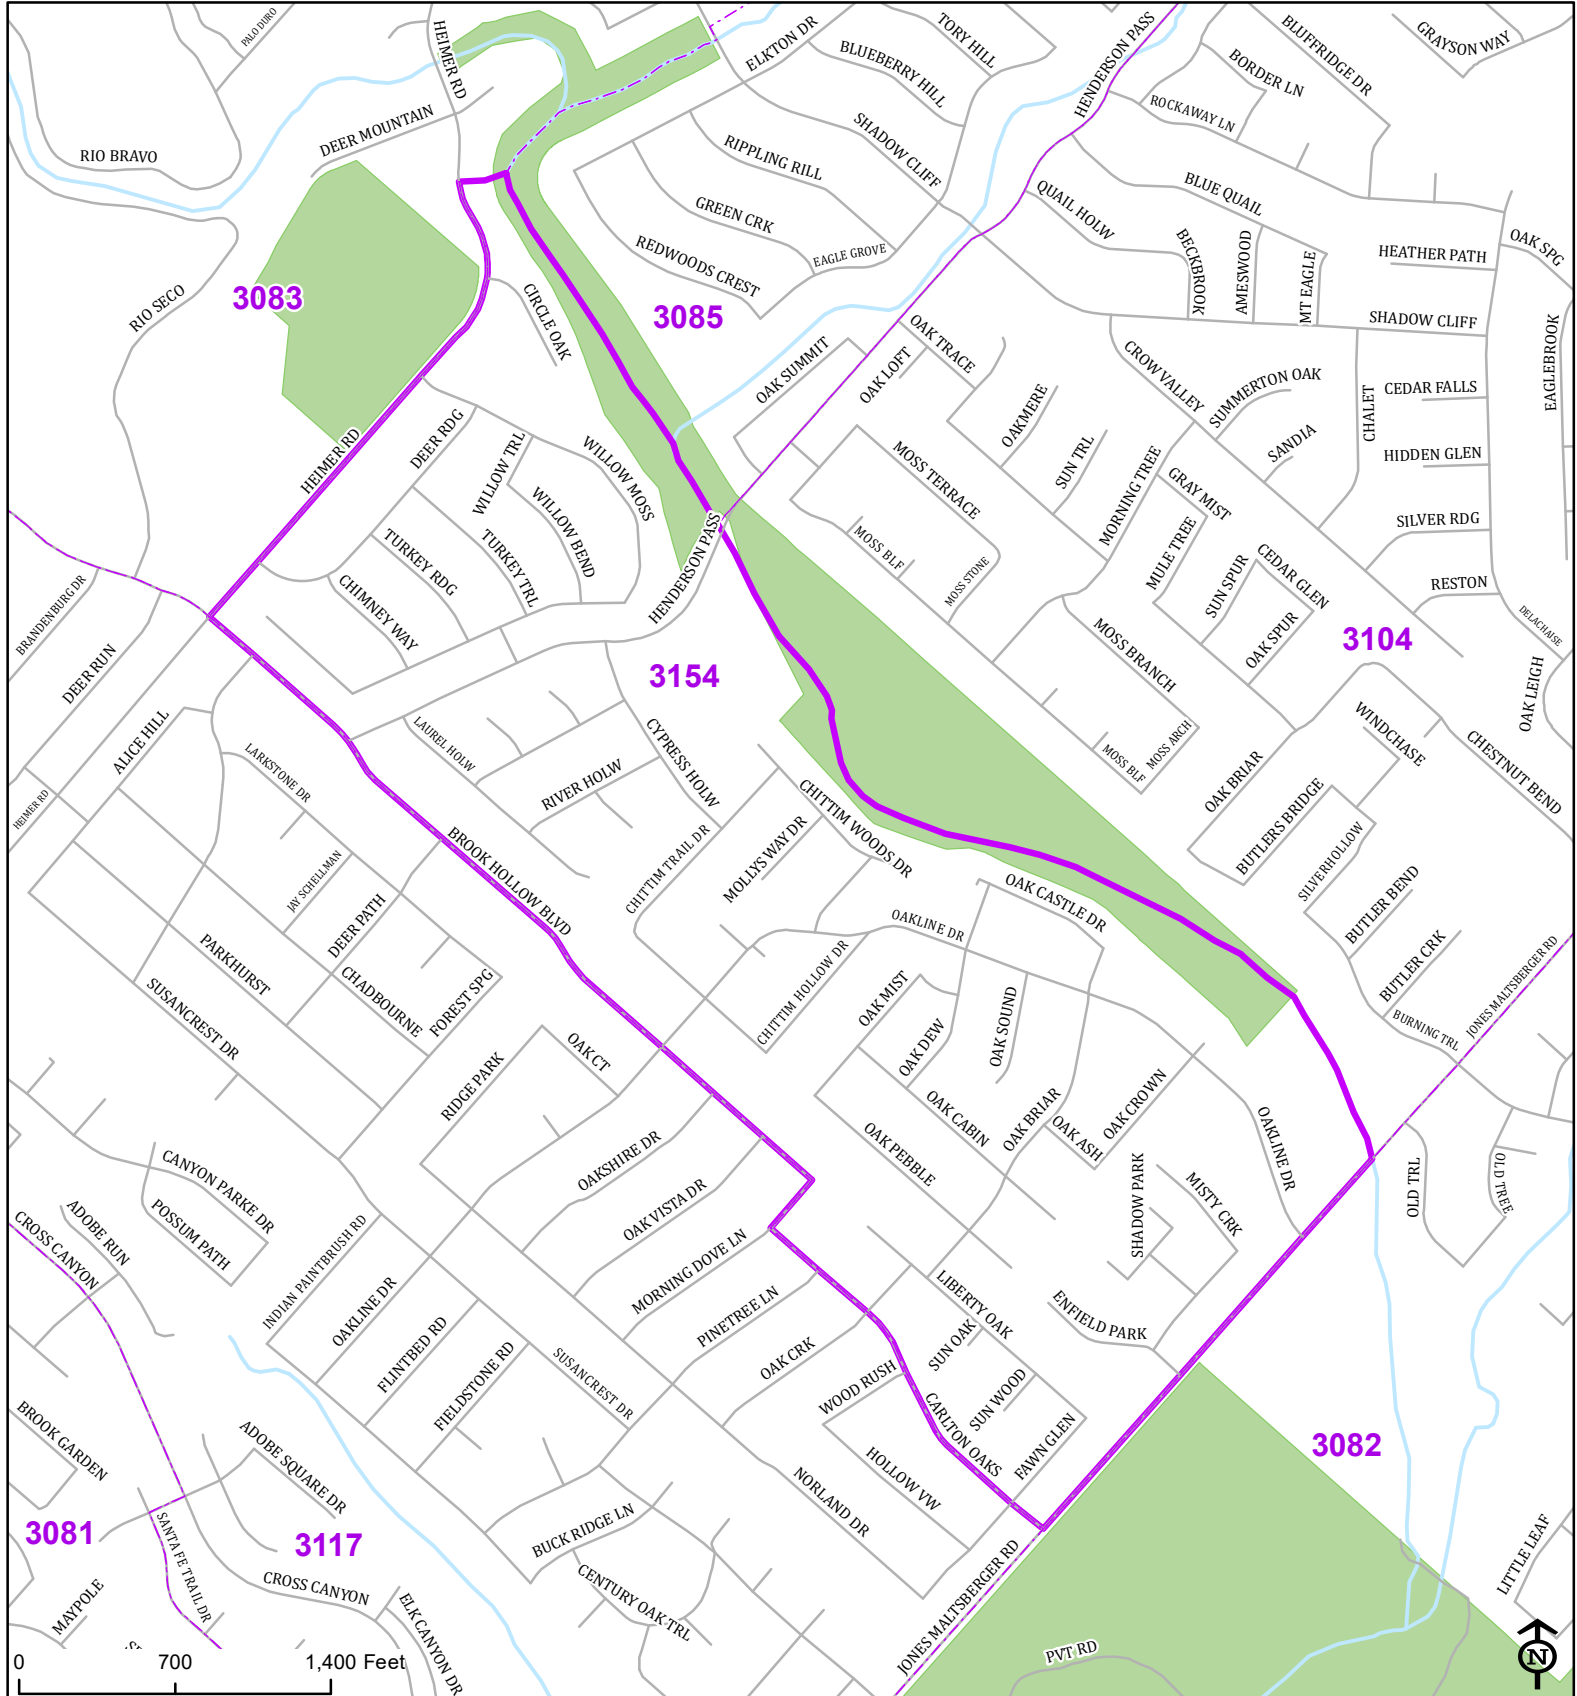 PALO DURO
HEIMER RD
ELKTON DR
TORY HILL
HENDERSON PASS
BLUFFRIDGE DR
GRAYSON WAY
BLUEBERRY HILL
BORDER LN
ROCKAWAY LN
DEER MOUNTAIN
RIO BRAVO
SHADOW CLIFF
RIPPLING RILL
BLUE QUAIL
QUAIL HOLW
GREEN CRK
REDWOODS CREST
EAGLE GROVE
BECKBROOK
AMESWOOD
MT EAGLE
HEATHER PATH
OAK SPG
3083
RIO SECO
CIRCLE OAK
3085
SHADOW CLIFF
OAK SUMMIT
OAK LOFT
OAK TRACE
CROW VALLEY
SUMMERTON OAK
CHALET
CEDAR FALLS
EAGLEBROOK
HEIMER RD
DEER RDG
WILLOW TRL
WILLOW MOSS
OAKMERE
SUN TRL
SANDIA
HIDDEN GLEN
MOSS TERRACE
MORNING TREE
GRAY MIST
WILLOW BEND
SILVER RDG
TURKEY RDG
TURKEY TRL
MOSS BLF
MOSS STONE
MULE TREE
SUN SPUR
CEDAR GLEN
HENDERSON PASS
CHIMNEY WAY
BRANDENBURG DR
RESTON
DELACHAISE
OAK SPUR
3104
DEER RUN
3154
MOSS BRANCH
OAK LEIGH
ALICE HILL
LARKSTONE DR
LAUREL HOLW
CYPRESS HOLW
MOSS BLF
MOSS ARCH
WINDCHASE
CHESTNUT BEND
RIVER HOLW
OAK BRIAR
HEIMER RD
BROOK HOLLOW BLVD
CHITTIM WOODS DR
BUTLERS BRIDGE
MOLLYS WAY DR
CHITTIM TRAIL DR
SILVERHOLLOW
JAY SCHELLMAN
DEER PATH
OAK CASTLE DR
OAKLINE DR
BUTLER BEND
PARKHURST
CHADBOURNE
FOREST SPG
CHITTIM HOLLOW DR
OAK MIST
BUTLER CRK
JONES MALTSBERGER RD
SUSANCREST DR
OAK SOUND
OAK DEW
BURNING TRL
OAK CT
RIDGE PARK
OAK CABIN
OAK BRIAR
OAK ASH
OAK CROWN
OAKLINE DR
OAKSHIRE DR
OAK PEBBLE
CANYON PARKE DR
OAK VISTA DR
SHADOW PARK
MISTY CRK
OLD TRL
OLD TREE
ADOBE RUN
POSSUM PATH
CROSS CANYON
INDIAN PAINTBRUSH RD
MORNING DOVE LN
OAKLINE DR
PINETREE LN
LIBERTY OAK
ENFIELD PARK
FLINTBED RD
OAK CRK
SUN OAK
FIELDSTONE RD
SUSANCREST DR
WOOD RUSH
SUN WOOD
CARLTON OAKS
BROOK GARDEN
ADOBE SQUARE DR
FAWN GLEN
3082
HOLLOW VW
NORLAND DR
3081
SANTA FE TRAIL DR
3117
BUCK RIDGE LN
LITTLE LEAF
CROSS CANYON
CENTURY OAK TRL
JONES MALTSBERGER RD
MAYPOLE
ELK CANYON DR
PVT RD
N
0 700 1,400 Feet